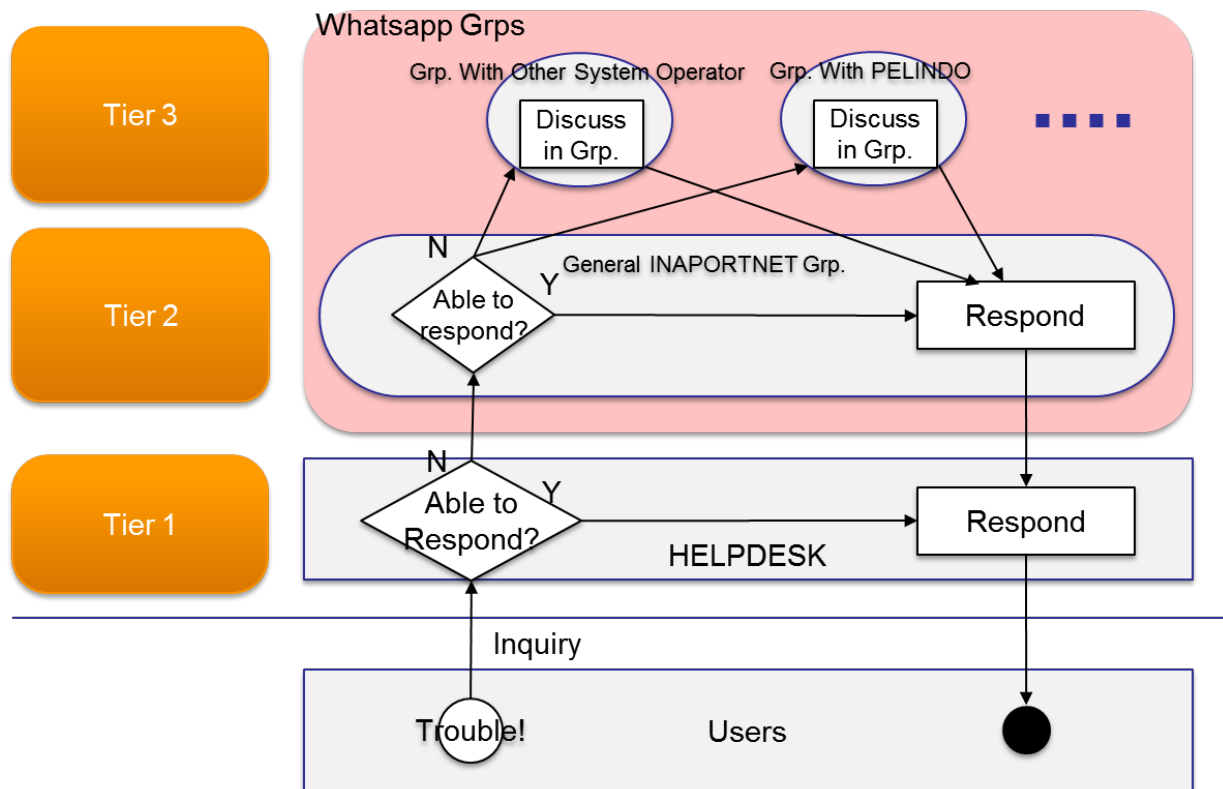 Whatsapp Grps
Grp. With Other System Operator
Grp. With PELINDO
Tier 3
Discuss
in Grp.
Discuss
in Grp.
N
General INAPORTNET Grp.
Y
Tier 2
Able to
respond?
Respond
N
Y
Tier 1
Able to
Respond?
Respond
HELPDESK
Inquiry
Trouble!
Users